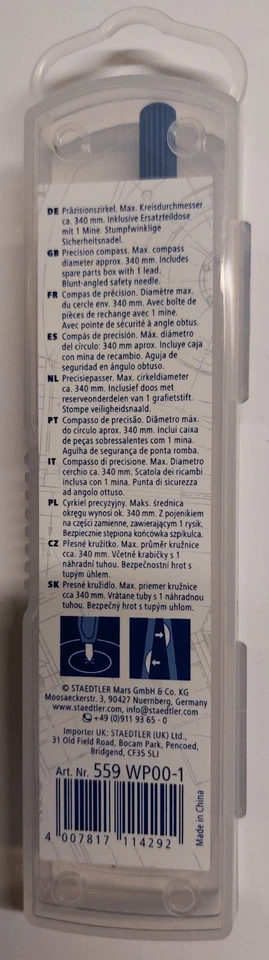 DE Präzisionszirkel. Max. Kreisdurchmesser
ca. 340 mm. Inklusive Ersatzteildose
mit 1 Mine. Stumpfwinklige
Sicherheitsnadel.
GB Precision compass. Max. compass
diameter approx. 340 mm. Includes
spare parts box with 1 lead.
Blunt-angled safety needle.
FR Compas de précision. Diamètre max.
du cercle env. 340 mm. Avec boîte de
pièces de rechange avec 1 mine.
Avec pointe de sécurité à angle obtus.
ES Compás de precisión. Máx. diámetro
del círculo: 340 mm aprox. Incluye caja
con mina de recambio. Aguja de
seguridad en ángulo obtuso.
NL Precisiepasser. Max. cirkeldiameter
ca. 340 mm. Inclusief doos met
reserveonderdelen van 1 grafietstift.
Stompe veiligheidsnaald.
PT Compasso de precisão. Diâmetro máx.
do círculo aprox. 340 mm. Inclui caixa
de peças sobressalentes com 1 mina.
Agulha de segurança de ponta romba.
IT Compasso di precisione. Max. Diametro
cerchio ca. 340 mm. Scatola dei ricambi
inclusa con 1 mina. Punta di sicurezza
ad angolo ottuso.
PL Cyrkiel precyzyjny. Maks. średnica
okręgu wynosi ok. 340 mm. Z pojemnikiem
na części zamienne, zawierającym 1 rysik.
Bezpiecznie stępiona końcówka szpikulca.
CZ Přesné kružítko. Max. průměr kružnice
cca. 340 mm. Včetně krabičky s 1
náhradní tuhou. Bezpečnostní hrot s
tupým úhlem.
SK Presné kružidlo. Max. priemer kružnice
cca 340 mm. Vrátane tuby s 1 náhradnou
tuhou. Bezpečný hrot s tupým uhlom.
© STAEDTLER Mars GmbH & Co. KG
Moosaeckerstr. 3, 90427 Nuernberg, Germany
www.staedtler.com, info@staedtler.com
+49 (0)911 93 65 - 0
Importer UK: STAEDTLER (UK) Ltd.,
31 Old Field Road, Bocam Park, Pencoed,
Bridgend, CF35 5LJ
Art. Nr. 559 WP00-1
4 007817 114292
Made in China